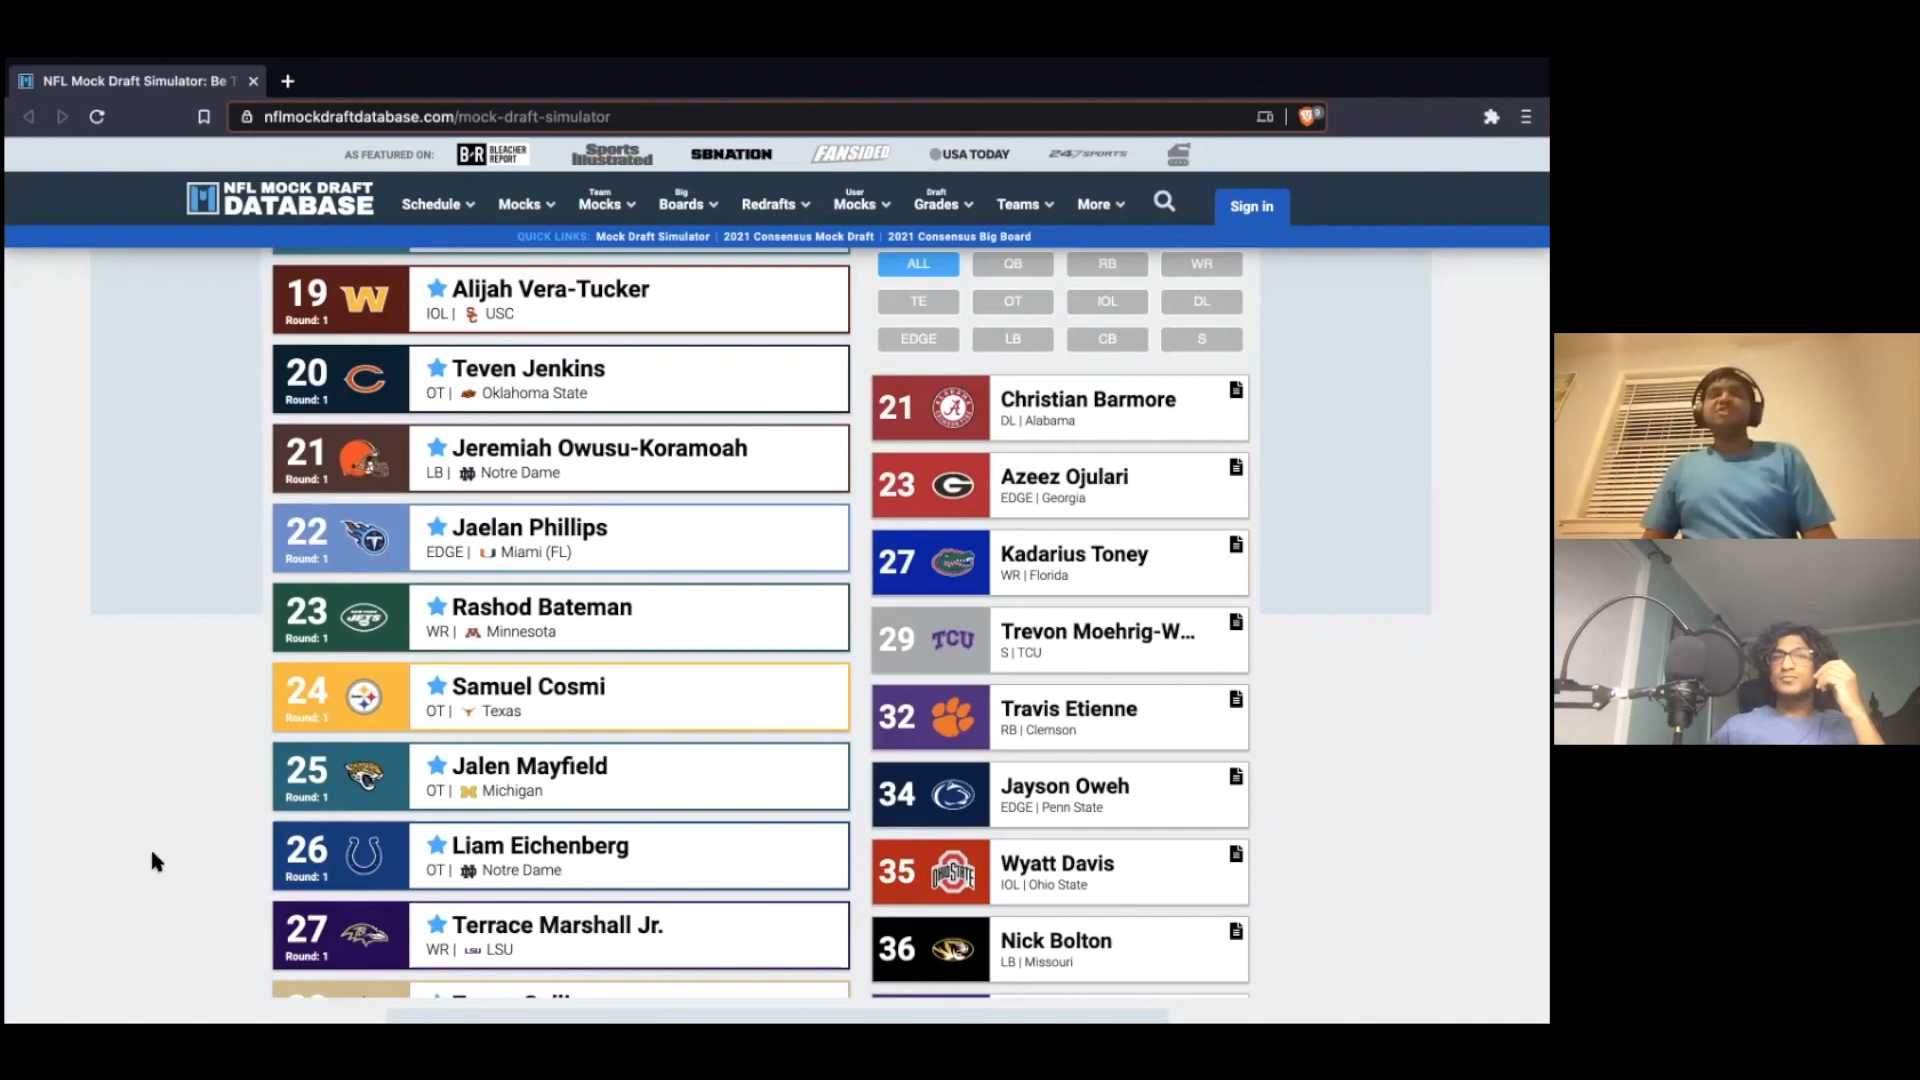 NFL Mock Draft Simulator: Be T
nflmockdraftdatabase.com/mock-draft-simulator
AS FEATURED ON:
B/R BLEACHER REPORT
Sports Illustrated
SBNATION
FANSIDED
USA TODAY
247SPORTS
NFL MOCK DRAFT
DATABASE
Schedule
Mocks
Team
Mocks
Big
Boards
Redrafts
User
Mocks
Draft
Grades
Teams
More
Sign in
QUICK LINKS: Mock Draft Simulator | 2021 Consensus Mock Draft | 2021 Consensus Big Board
19
Round: 1
Alijah Vera-Tucker
IOL | USC
20
Round: 1
Teven Jenkins
OT | Oklahoma State
21
Round: 1
Jeremiah Owusu-Koramoah
LB | Notre Dame
22
Round: 1
Jaelan Phillips
EDGE | Miami (FL)
23
Round: 1
Rashod Bateman
WR | Minnesota
24
Round: 1
Samuel Cosmi
OT | Texas
25
Round: 1
Jalen Mayfield
OT | Michigan
26
Round: 1
Liam Eichenberg
OT | Notre Dame
27
Round: 1
Terrace Marshall Jr.
WR | LSU LSU
ALL QB RB WR
TE OT IOL DL
EDGE LB CB S
21
Christian Barmore
DL | Alabama
23
Azeez Ojulari
EDGE | Georgia
27
Kadarius Toney
WR | Florida
29
TCU
Trevon Moehrig-W...
S | TCU
32
Travis Etienne
RB | Clemson
34
Jayson Oweh
EDGE | Penn State
35
OHIO STATE
Wyatt Davis
IOL | Ohio State
36
Nick Bolton
LB | Missouri